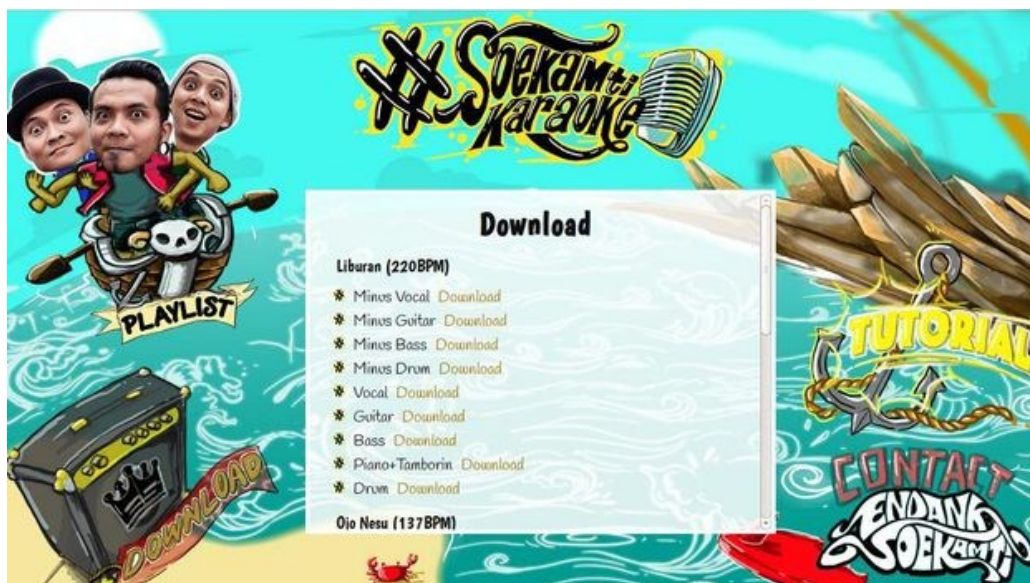 #Soekamti
Karaoke
PLAYLIST
Download
Liburan (220BPM)
Minus Vocal Download
Minus Guitar Download
Minus Bass Download
Minus Drum Download
Vocal Download
Guitar Download
Bass Download
Piano+Tamborin Download
Drum Download
Ojo Nesu (137BPM)
DOWNLOAD
TUTORIAL
CONTACT
ENDANK
SOEKAMTI